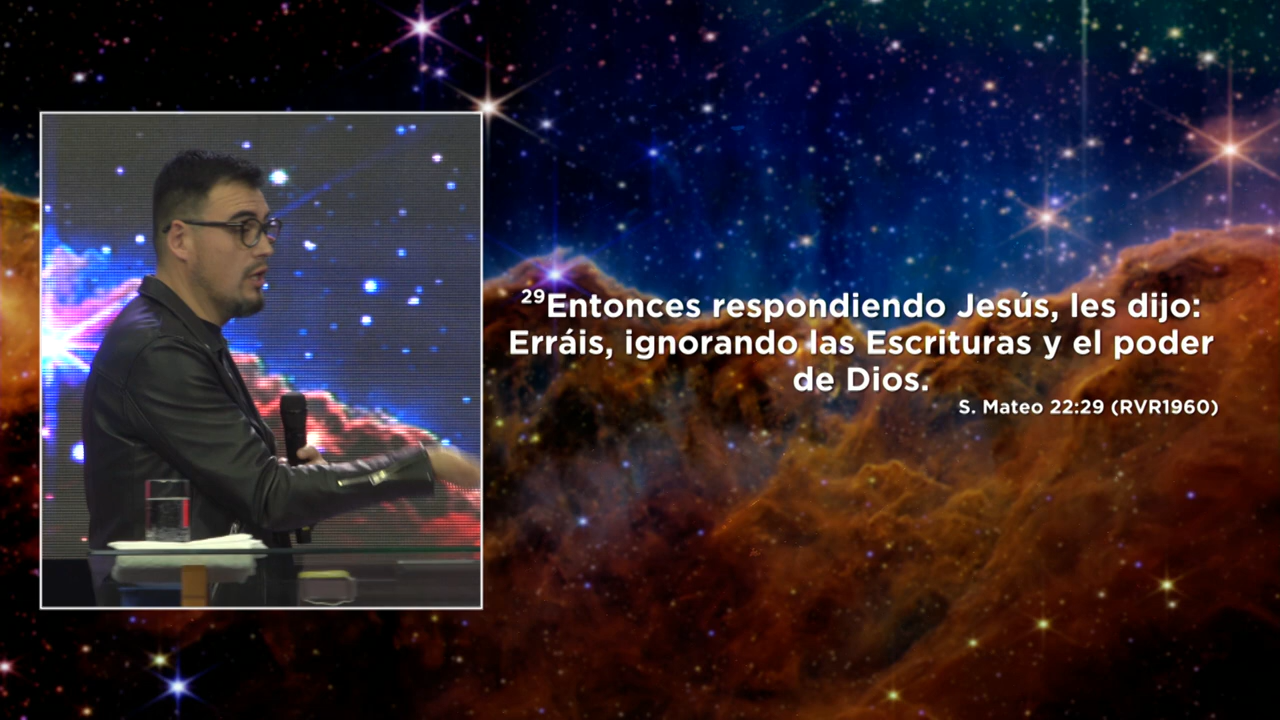 ²⁹Entonces respondiendo Jesús, les dijo:
Erráis, ignorando las Escrituras y el poder
de Dios.
S. Mateo 22:29 (RVR1960)